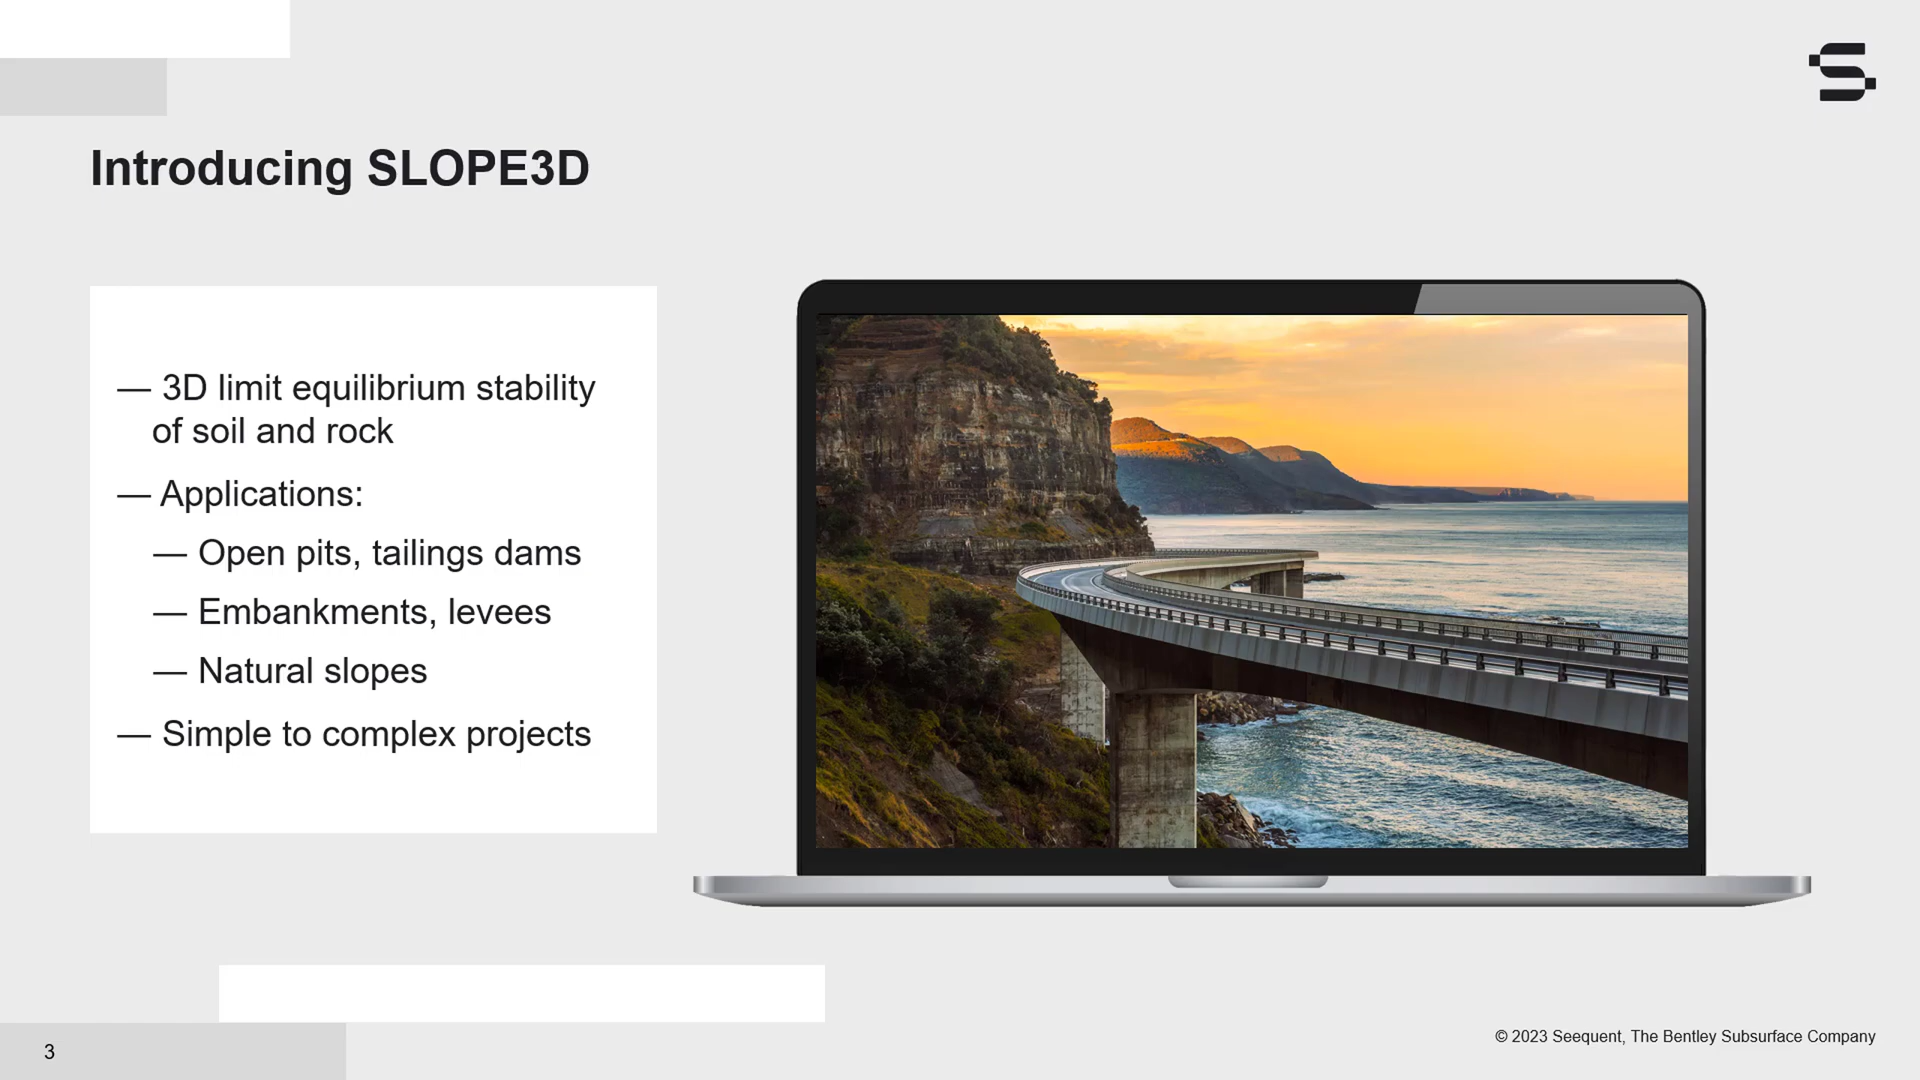 Introducing SLOPE3D
— 3D limit equilibrium stability
of soil and rock
— Applications:
— Open pits, tailings dams
— Embankments, levees
— Natural slopes
— Simple to complex projects
3
© 2023 Seequent, The Bentley Subsurface Company